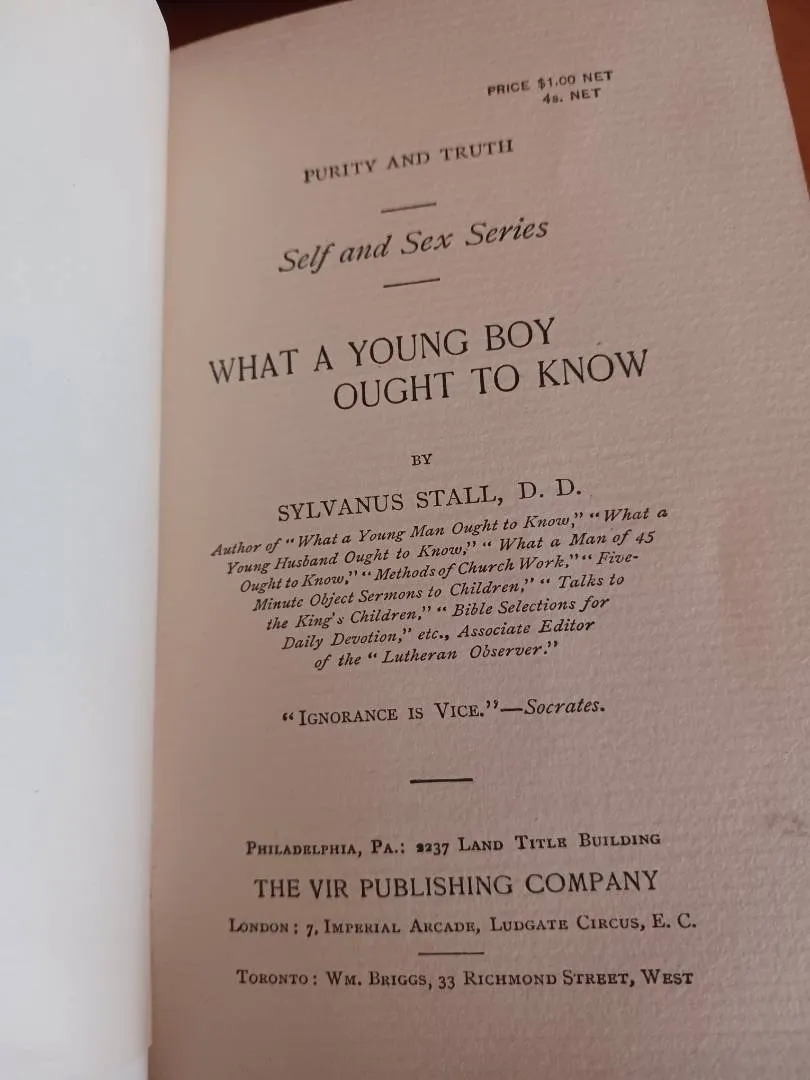 PRICE $1.00 NET
4s. NET
PURITY AND TRUTH
Self and Sex Series
WHAT A YOUNG BOY
OUGHT TO KNOW
BY
SYLVANUS STALL, D. D.
Author of "What a Young Man Ought to Know," "What a
Young Husband Ought to Know," "What a Man of 45
Ought to Know," "Methods of Church Work," "Five-
Minute Object Sermons to Children," "Talks to
the King's Children," "Bible Selections for
Daily Devotion," etc., Associate Editor
of the "Lutheran Observer."
"IGNORANCE IS VICE."—Socrates.
PHILADELPHIA, PA.: 2237 LAND TITLE BUILDING
THE VIR PUBLISHING COMPANY
LONDON: 7, IMPERIAL ARCADE, LUDGATE CIRCUS, E. C.
TORONTO: WM. BRIGGS, 33 RICHMOND STREET, WEST